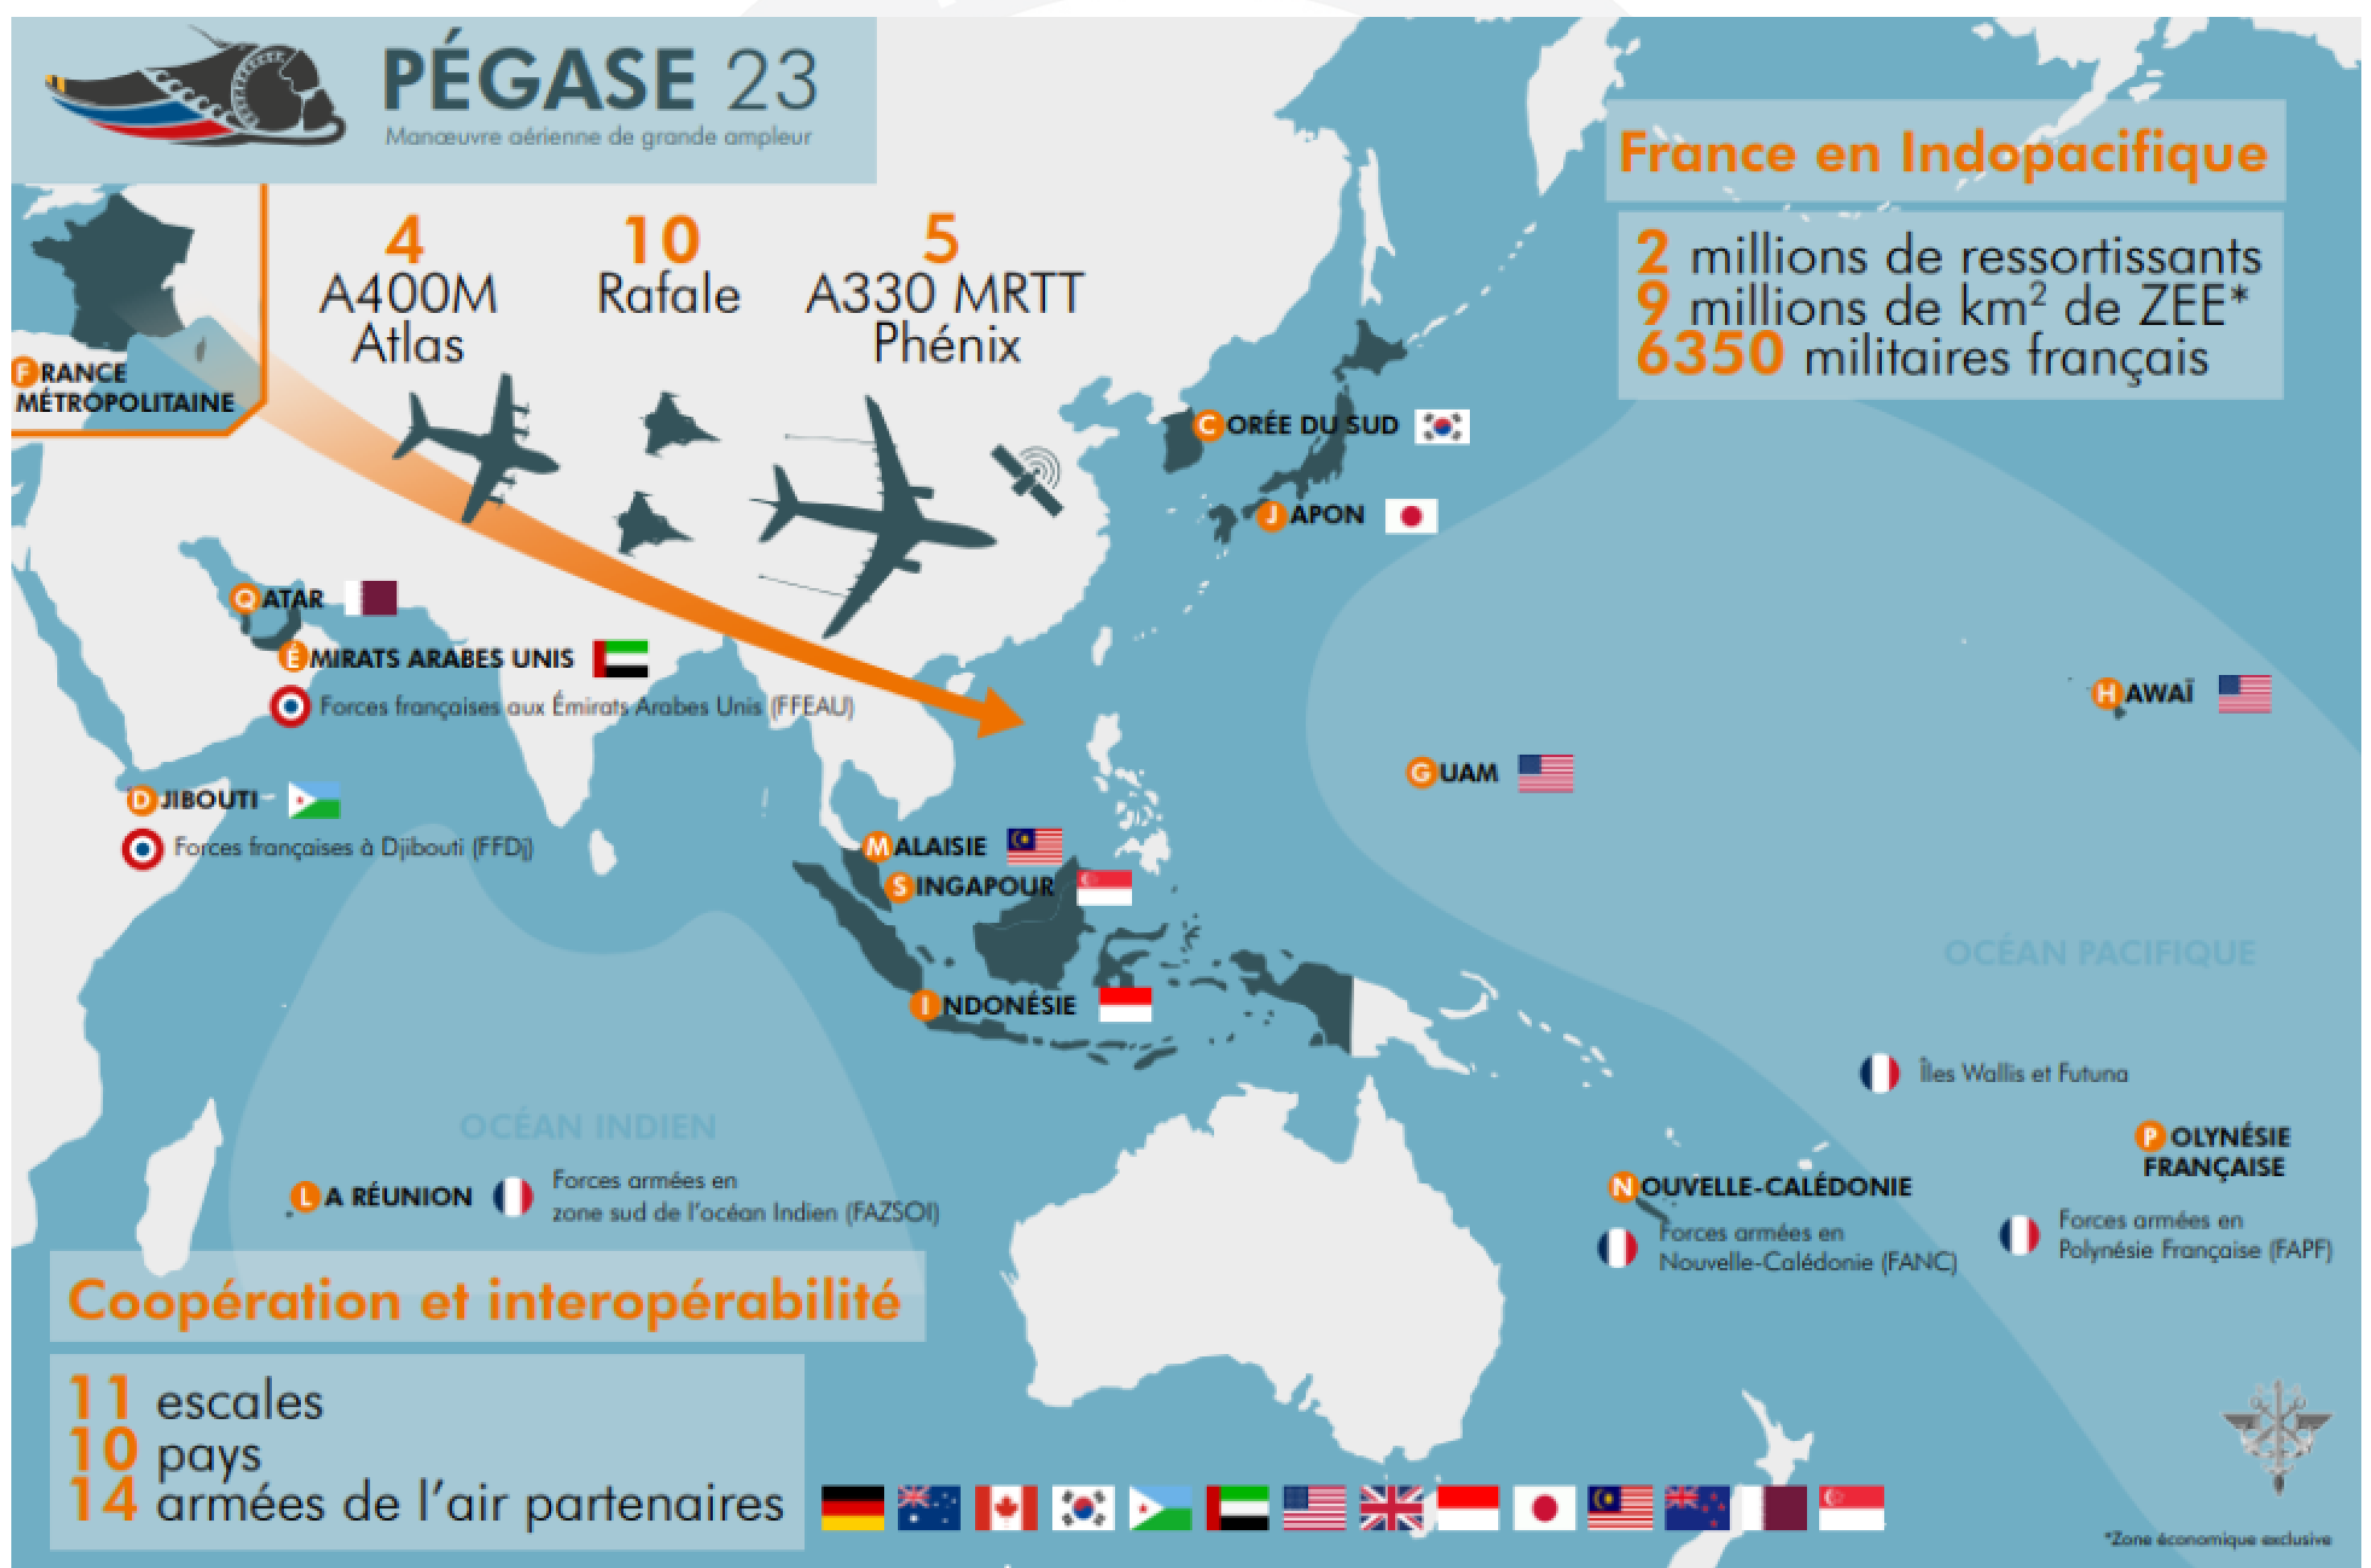 PÉGASE 23
Manœuvre aérienne de grande ampleur
France en Indopacifique
2 millions de ressortissants
9 millions de km² de ZEE*
6350 militaires français
4
A400M
Atlas
10
Rafale
5
A330 MRTT
Phénix
FRANCE
MÉTROPOLITAINE
CORÉE DU SUD
JAPON
QATAR
ÉMIRATS ARABES UNIS
Forces françaises aux Émirats Arabes Unis (FFEAU)
HAWAÏ
GUAM
DJIBOUTI
Forces françaises à Djibouti (FFDj)
MALAISIE
SINGAPOUR
OCÉAN PACIFIQUE
INDONÉSIE
Îles Wallis et Futuna
OCÉAN INDIEN
POLYNÉSIE
FRANÇAISE
LA RÉUNION
Forces armées en
zone sud de l'océan Indien (FAZSOI)
NOUVELLE-CALÉDONIE
Forces armées en
Nouvelle-Calédonie (FANC)
Forces armées en
Polynésie Française (FAPF)
Coopération et interopérabilité
11 escales
10 pays
14 armées de l'air partenaires
*Zone économique exclusive